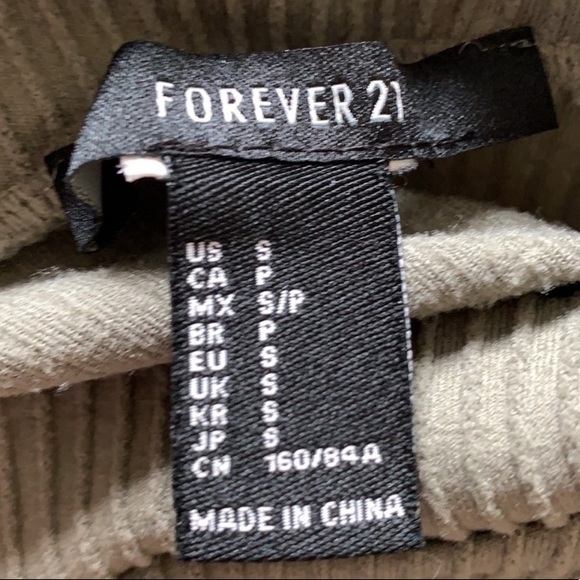 FOREVER 21
US S
CA P
MX S/P
BR P
EU S
UK S
KR S
JP S
CN 160/84A
MADE IN CHINA